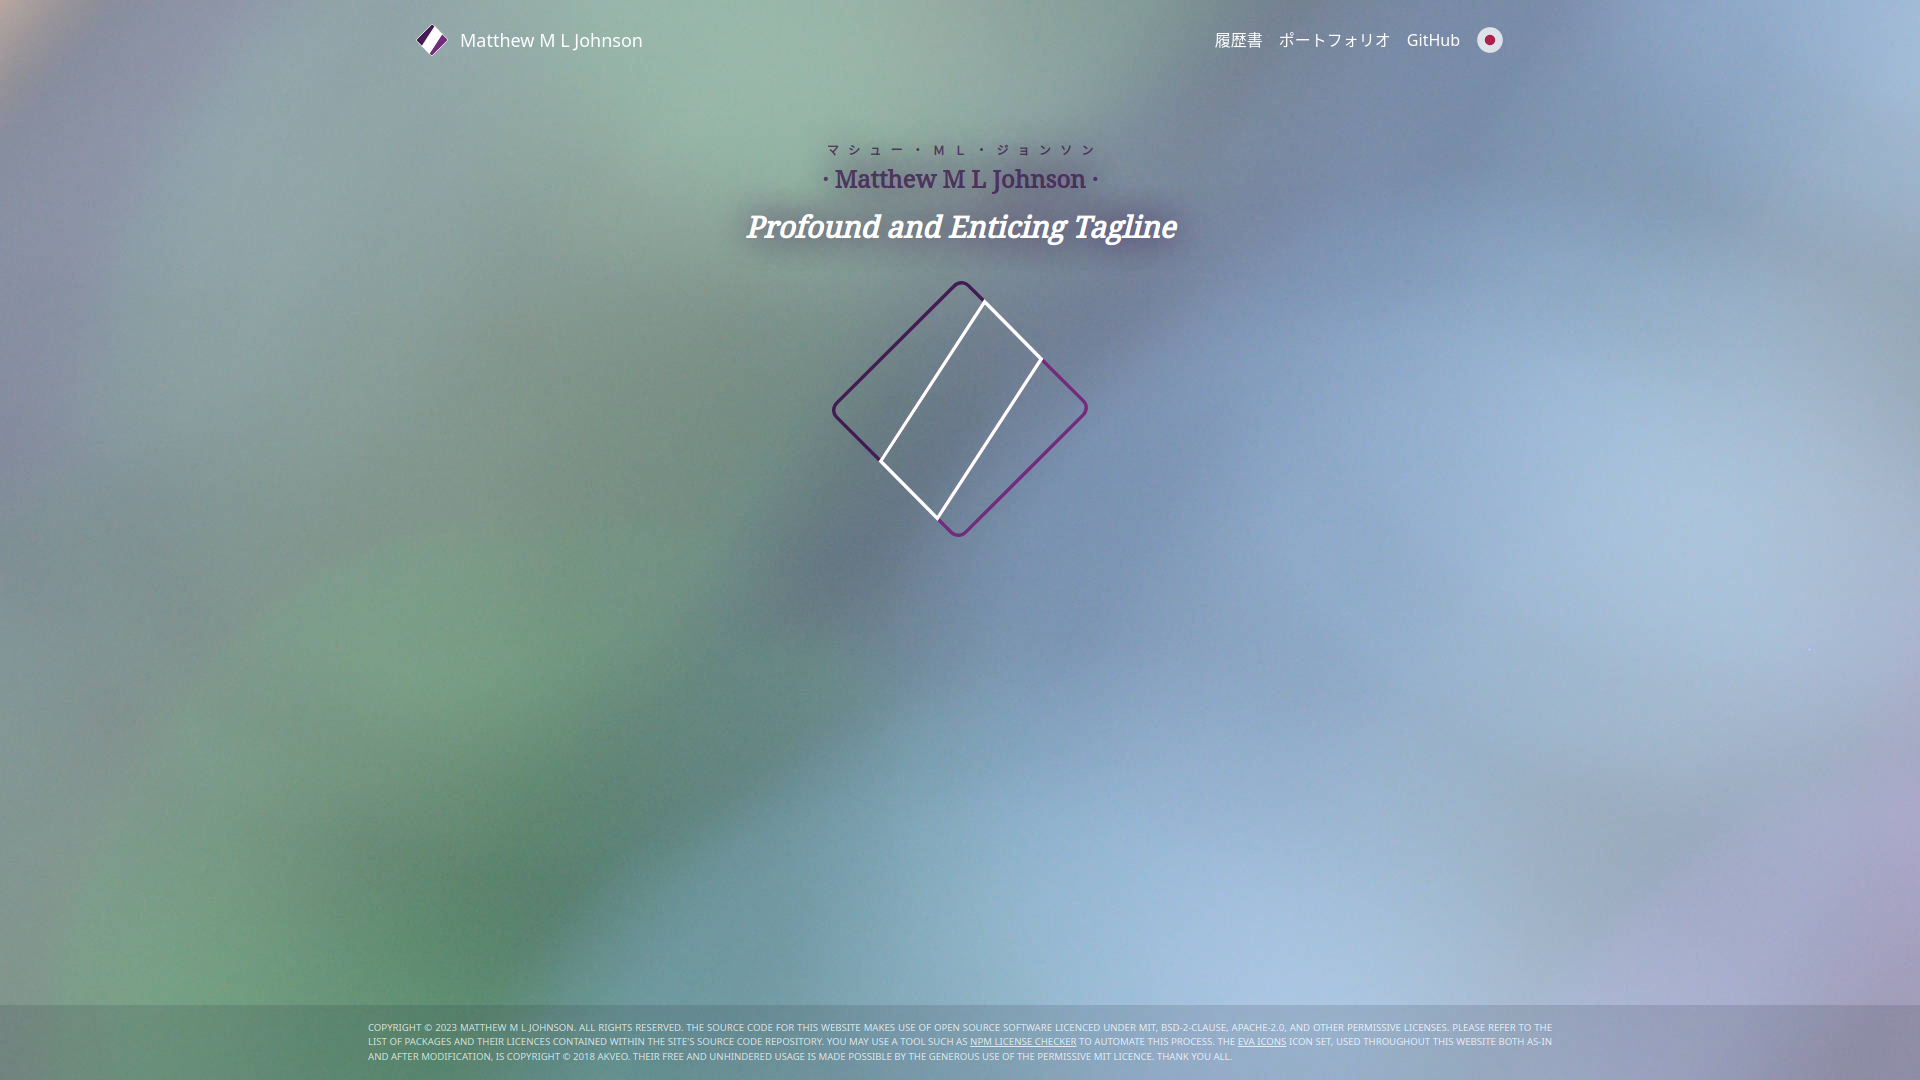 Matthew M L Johnson
履歴書 ポートフォリオ GitHub
マシュー・ＭＬ・ジョンソン
· Matthew M L Johnson ·
Profound and Enticing Tagline
COPYRIGHT © 2023 MATTHEW M L JOHNSON. ALL RIGHTS RESERVED. THE SOURCE CODE FOR THIS WEBSITE MAKES USE OF OPEN SOURCE SOFTWARE LICENCED UNDER MIT, BSD-2-CLAUSE, APACHE-2.0, AND OTHER PERMISSIVE LICENSES. PLEASE REFER TO THE
LIST OF PACKAGES AND THEIR LICENCES CONTAINED WITHIN THE SITE'S SOURCE CODE REPOSITORY. YOU MAY USE A TOOL SUCH AS NPM LICENSE CHECKER TO AUTOMATE THIS PROCESS. THE EVA ICONS ICON SET, USED THROUGHOUT THIS WEBSITE BOTH AS-IN
AND AFTER MODIFICATION, IS COPYRIGHT © 2018 AKVEO. THEIR FREE AND UNHINDERED USAGE IS MADE POSSIBLE BY THE GENEROUS USE OF THE PERMISSIVE MIT LICENCE. THANK YOU ALL.